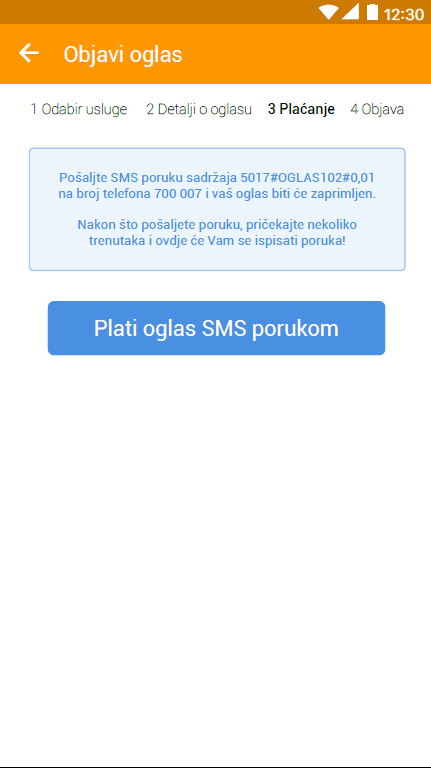 12:30
Objavi oglas
1 Odabir usluge 2 Detalji o oglasu 3 Plaćanje 4 Objava
Pošaljte SMS poruku sadržaja 5017#OGLAS102#0,01
na broj telefona 700 007 i vaš oglas biti će zaprimljen.
Nakon što pošaljete poruku, pričekajte nekoliko
trenutaka i ovdje će Vam se ispisati poruka!
Plati oglas SMS porukom